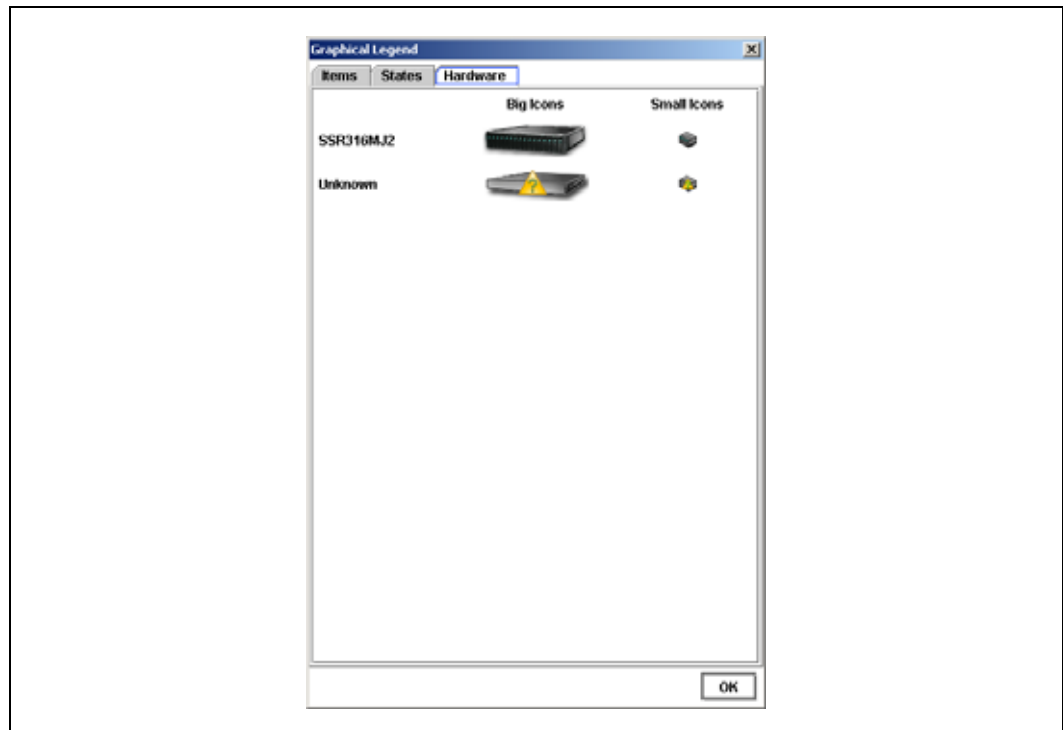 Graphical Legend
Items States Hardware
Big Icons Small Icons
SSR316MJ2
Unknown
?
OK